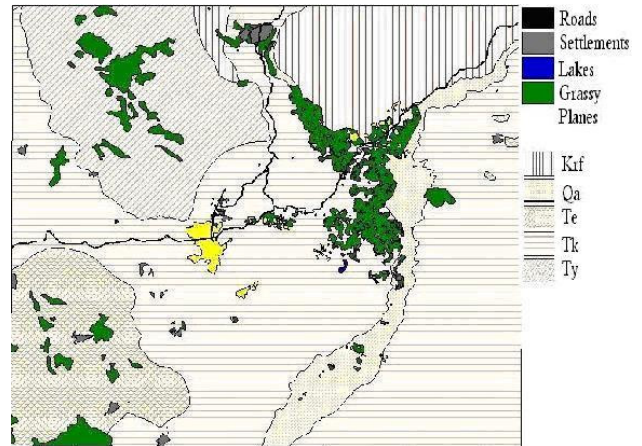 Roads
Settlements
Lakes
Grassy
Planes
Krf
Qa
Te
Tk
Ty